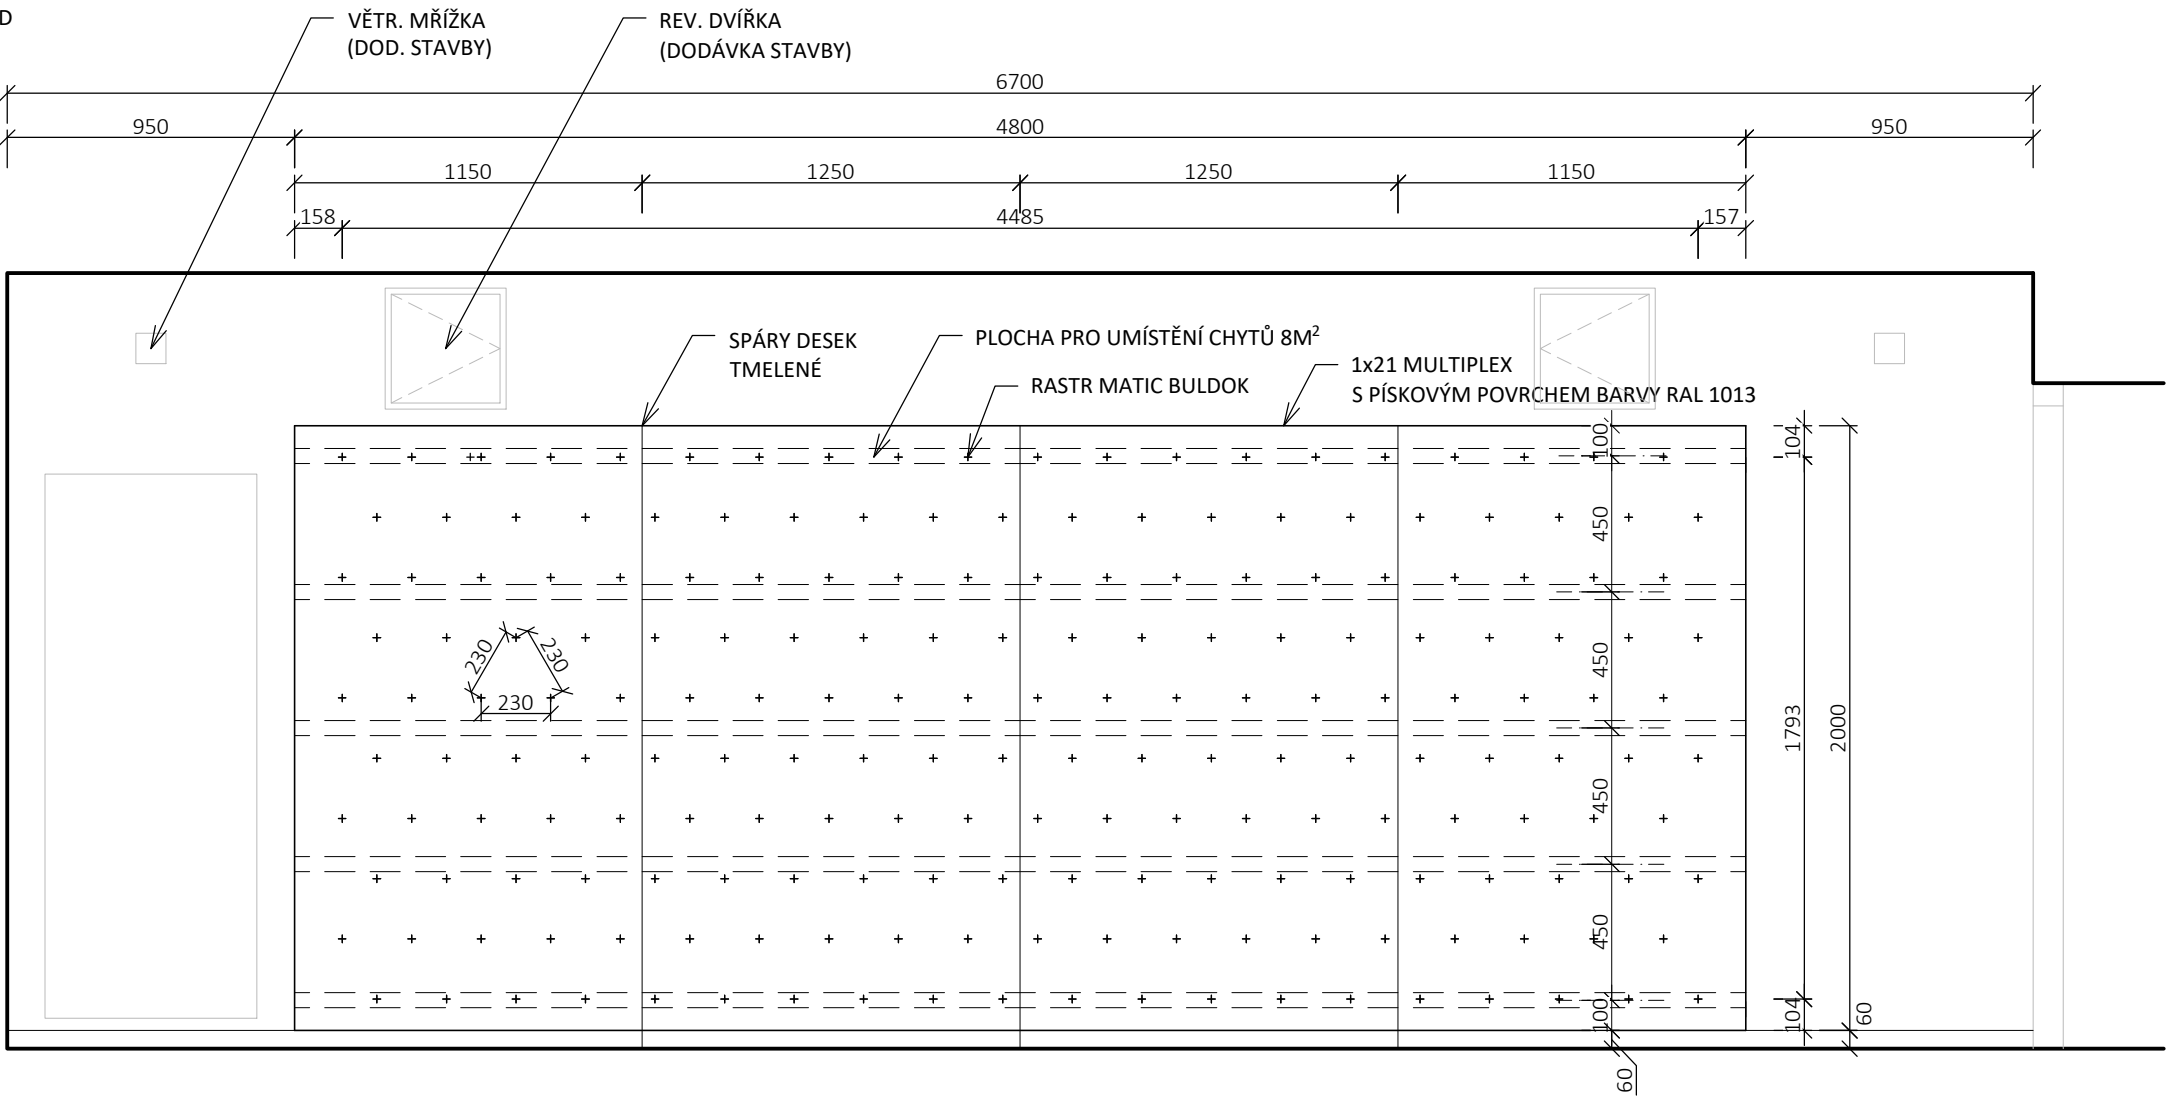 D
VĚTR. MŘÍŽKA
(DOD. STAVBY)
REV. DVÍŘKA
(DODÁVKA STAVBY)
6700
950
4800
950
1150
1250
1250
1150
158
4485
157
SPÁRY DESEK
TMELENÉ
PLOCHA PRO UMÍSTĚNÍ CHYTŮ 8M²
RASTR MATIC BULDOK
1x21 MULTIPLEX
S PÍSKOVÝM POVRCHEM BARVY RAL 1013
100
104
450
230
230
450
230
1793
2000
450
450
100
104
60
60